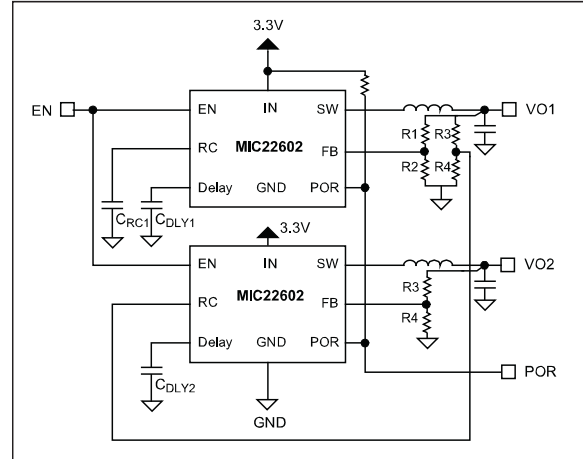 3.3V
EN
EN IN SW VO1
MIC22602
R1 R3
RC FB
R2 R4
Delay GND POR
CRC1 CDLY1
3.3V
EN IN SW VO2
MIC22602
R3
RC FB
R4
Delay GND POR
POR
CDLY2
GND